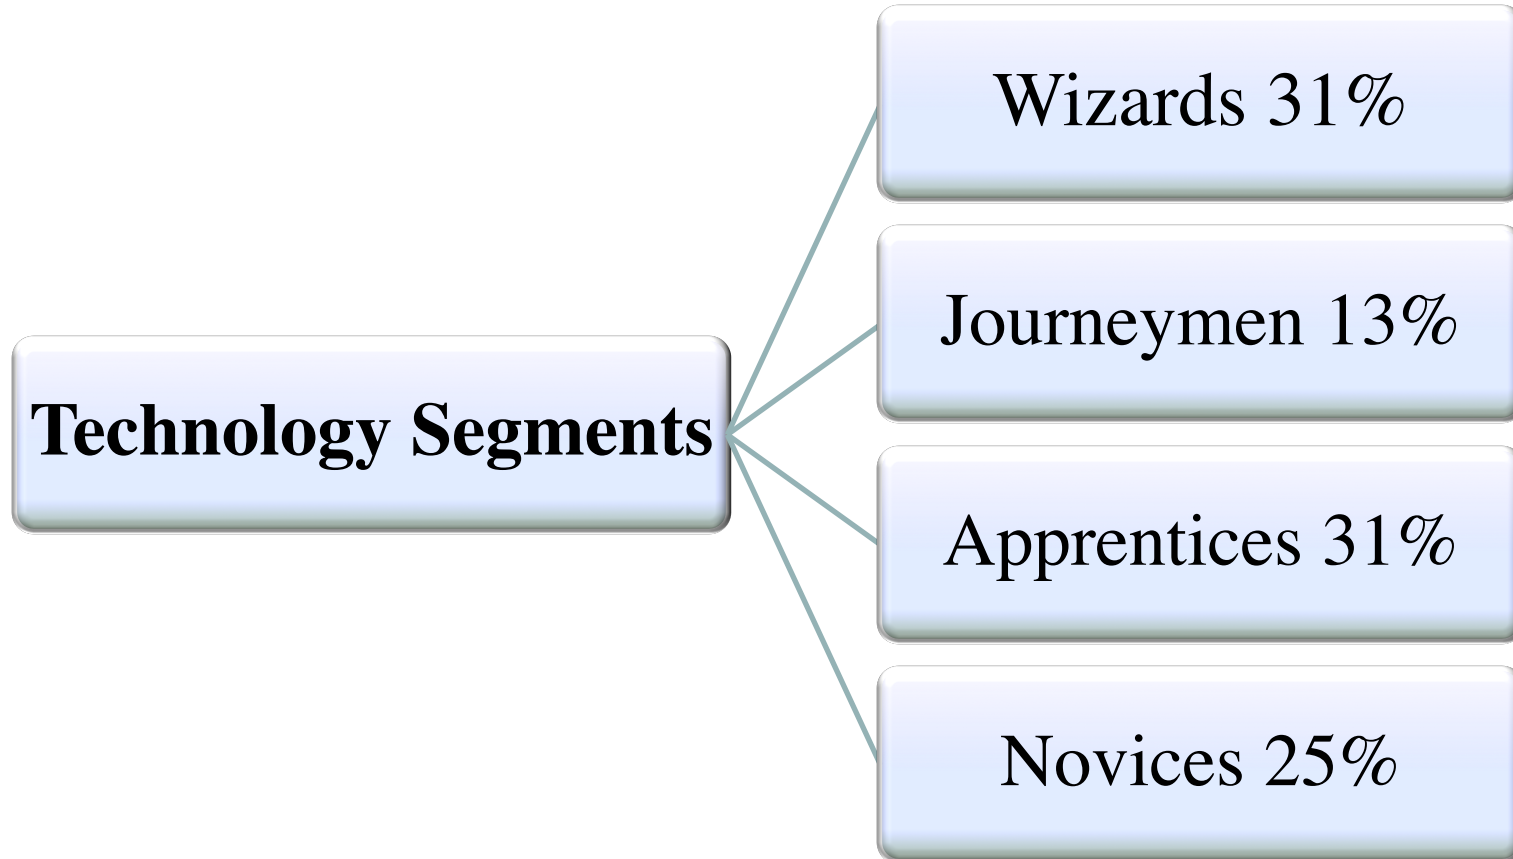 Wizards 31%
Journeymen 13%
Technology Segments
Apprentices 31%
Novices 25%